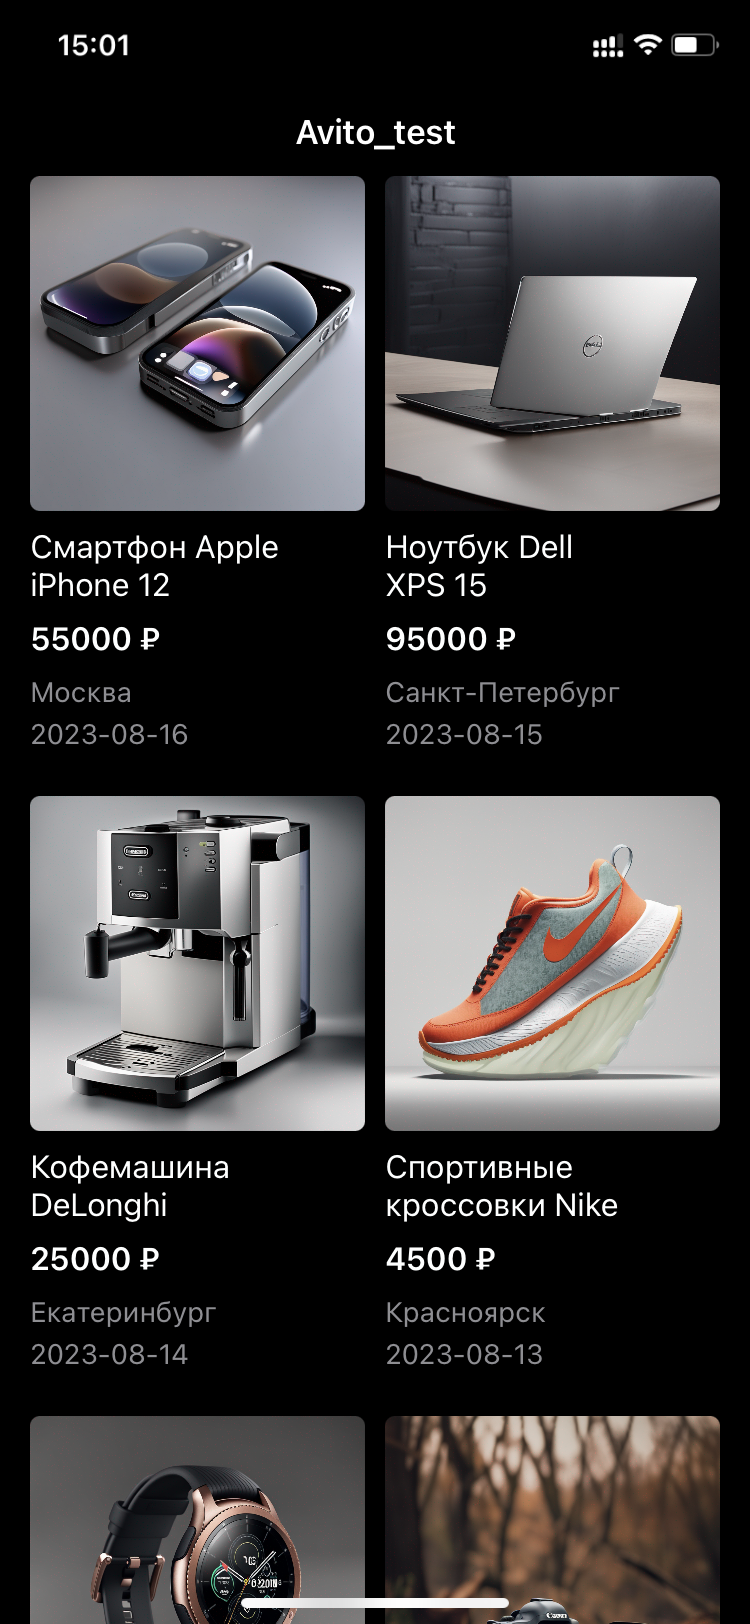 15:01
Avito_test
Смартфон Apple
iPhone 12
55000 ₽
Москва
2023-08-16
Ноутбук Dell
XPS 15
95000 ₽
Санкт-Петербург
2023-08-15
Кофемашина
DeLonghi
25000 ₽
Екатеринбург
2023-08-14
Спортивные
кроссовки Nike
4500 ₽
Красноярск
2023-08-13